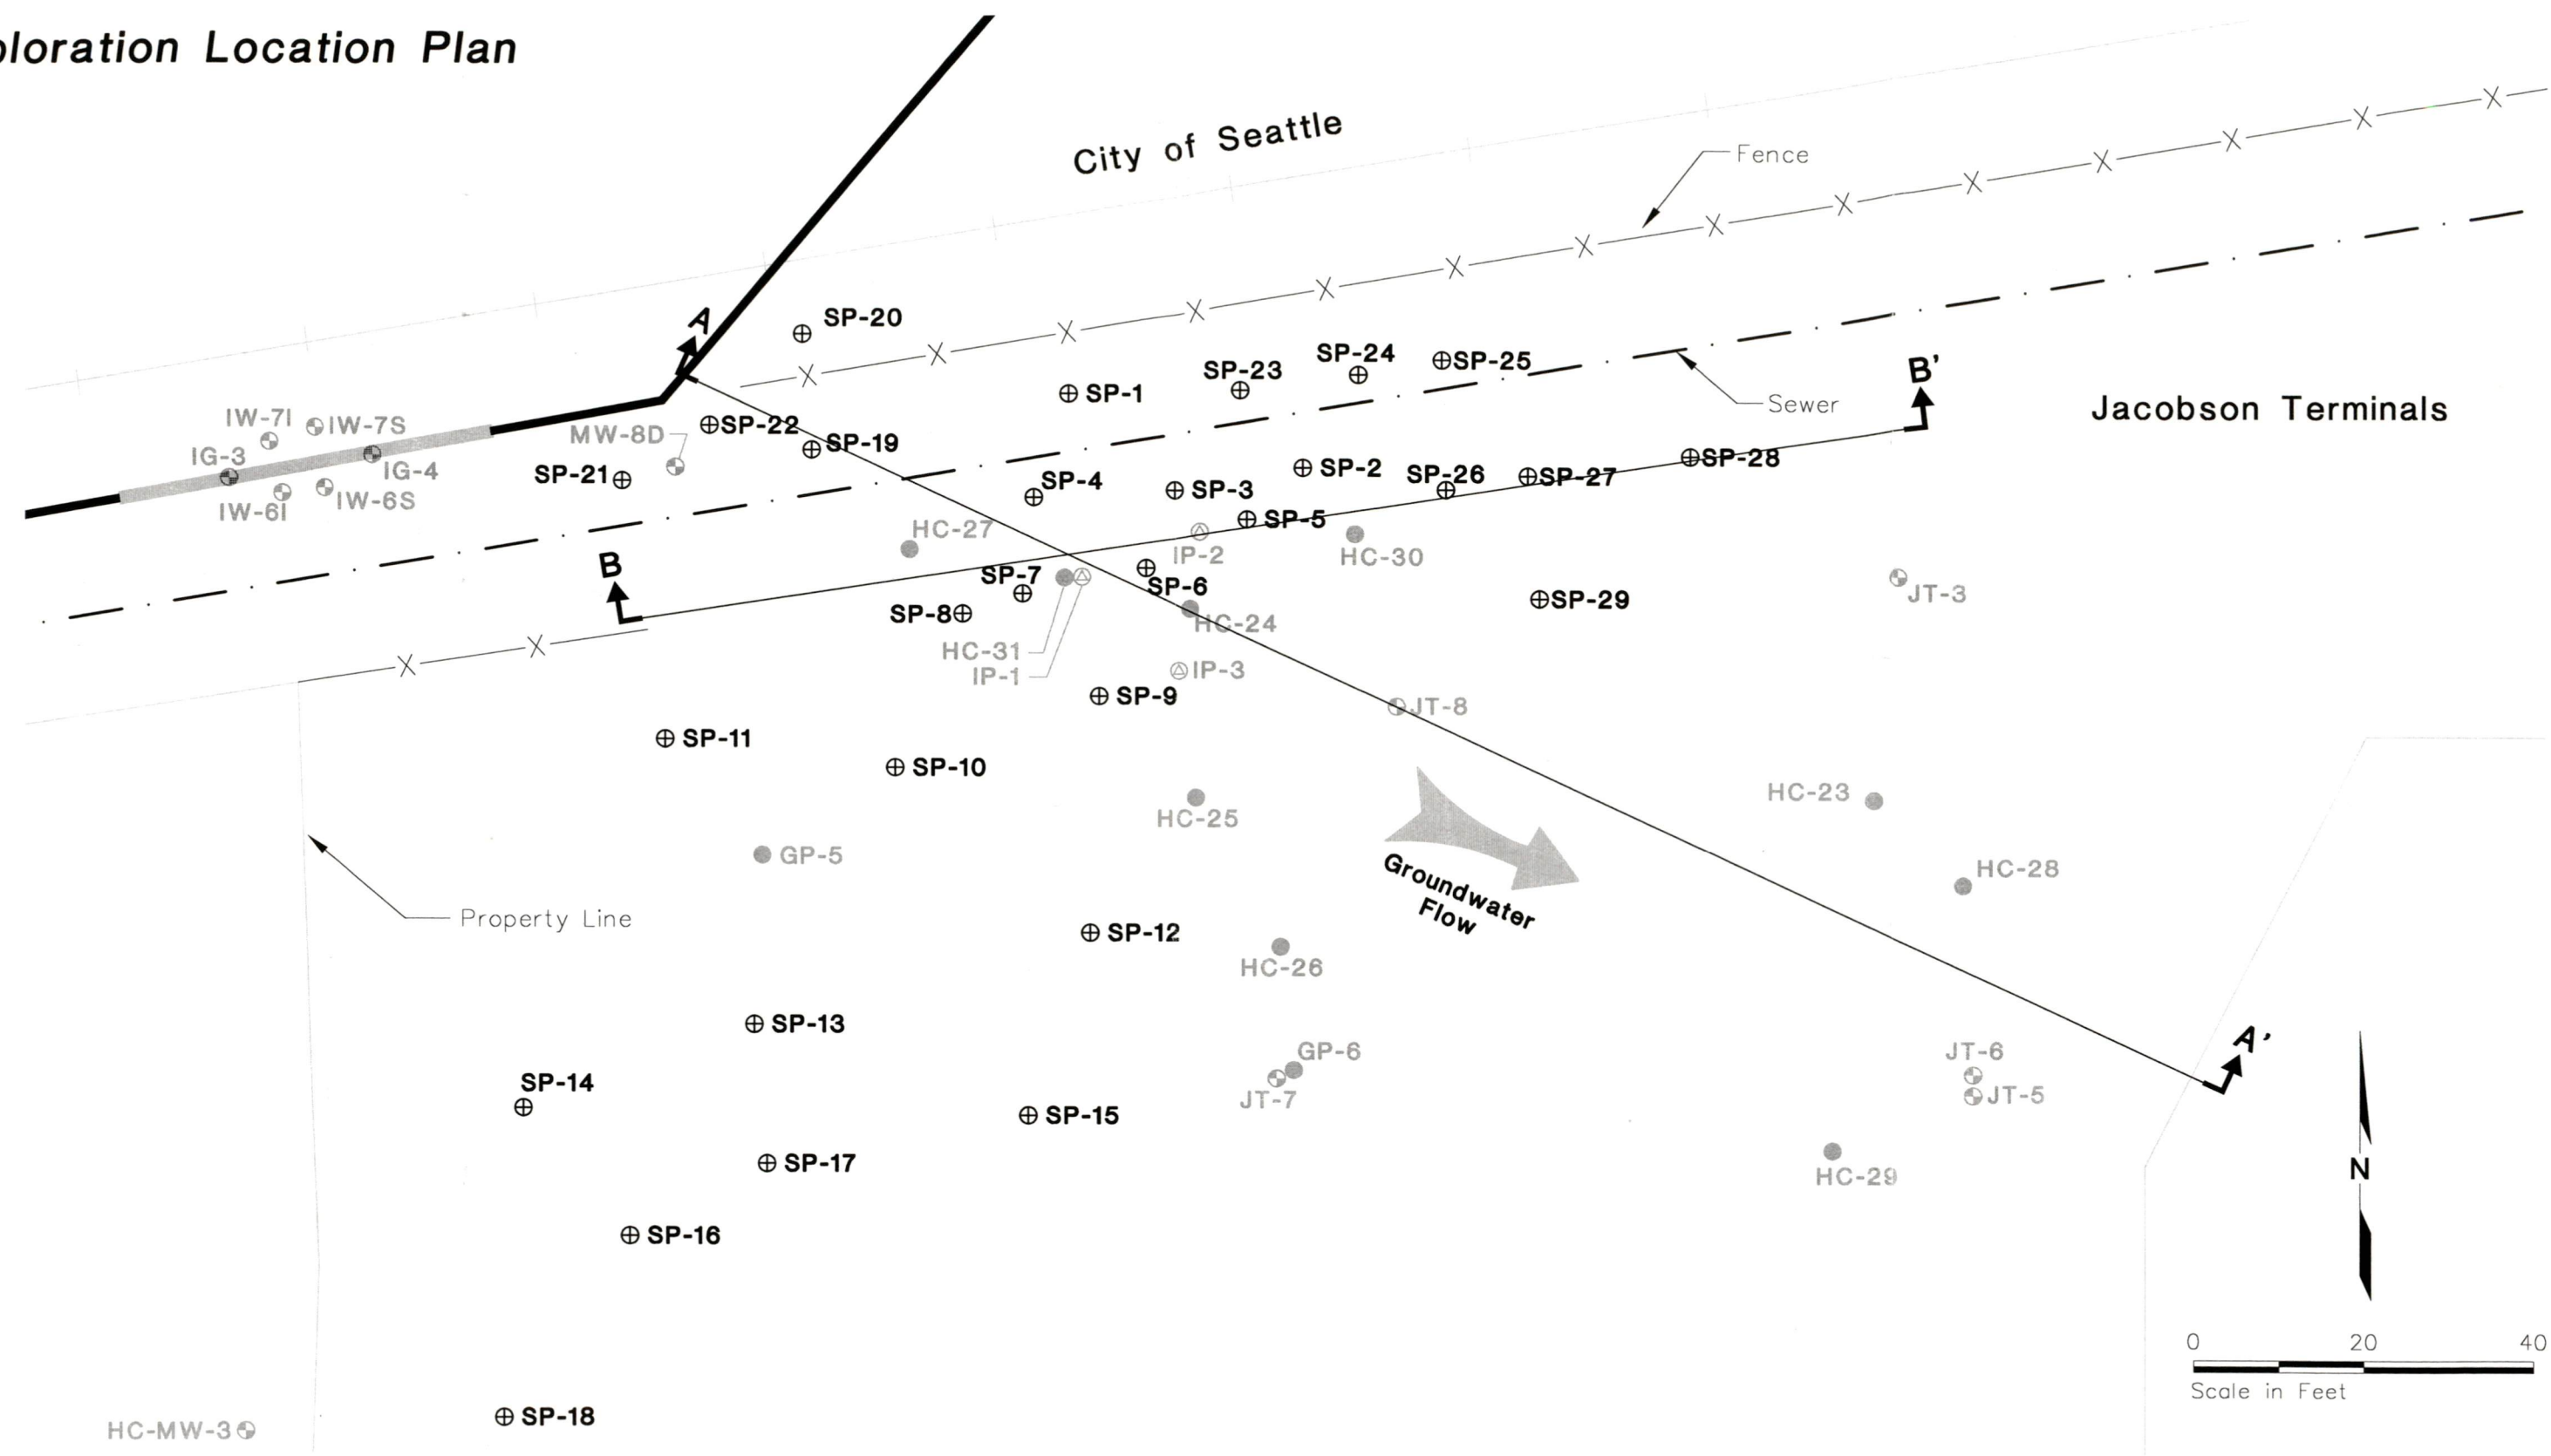 ploration Location Plan
City of Seattle
Fence
A
SP-20
SP-24
SP-25
SP-23
B'
SP-1
Sewer
Jacobson Terminals
IW-7I
IW-7S
SP-22
MW-8D
SP-19
IG-3
IG-4
SP-21
SP-2
SP-26
SP-27
SP-28
SP-4
SP-3
IW-6I
IW-6S
SP-5
HC-27
IP-2
HC-30
B
SP-7
SP-6
JT-3
SP-8
SP-29
HC-24
HC-31
IP-1
IP-3
SP-9
JT-8
SP-11
SP-10
HC-23
HC-25
GP-5
HC-28
Groundwater
Flow
Property Line
SP-12
HC-26
SP-13
A'
GP-6
JT-6
SP-14
JT-7
JT-5
SP-15
SP-17
HC-29
N
SP-16
0 20 40
Scale in Feet
SP-18
HC-MW-3